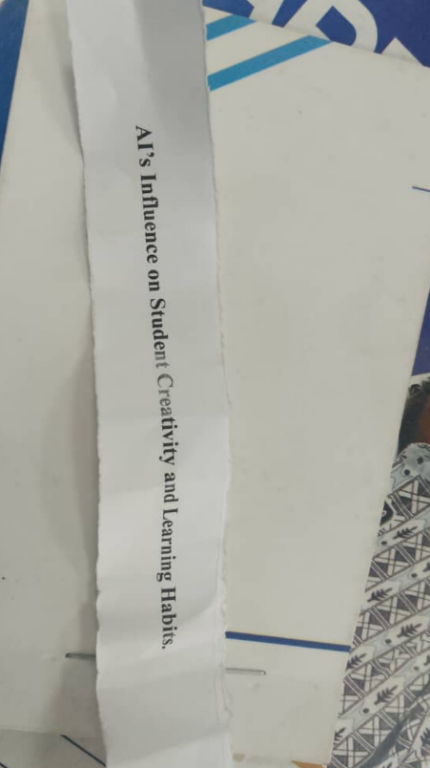 AI's Influence on Student Creativity and Learning Habits.